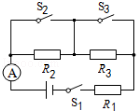 S₂ S₃
R₂ R₃
A
S₁ R₁